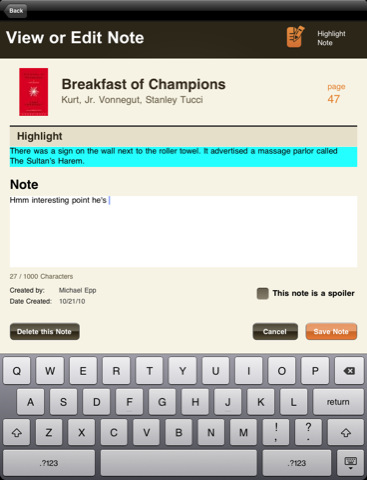 Back
View or Edit Note
Highlight
Note
Breakfast of Champions
Kurt, Jr. Vonnegut, Stanley Tucci
page
47
Highlight
There was a sign on the wall next to the roller towel. It advertised a massage parlor called
The Sultan's Harem.
Note
Hmm interesting point he's
27 / 1000 Characters
Created by: Michael Epp
Date Created: 10/21/10
This note is a spoiler
Delete this Note Cancel Save Note
Q W E R T Y U I O P
A S D F G H J K L return
Z X C V B N M ! , ? .
.?123 .?123